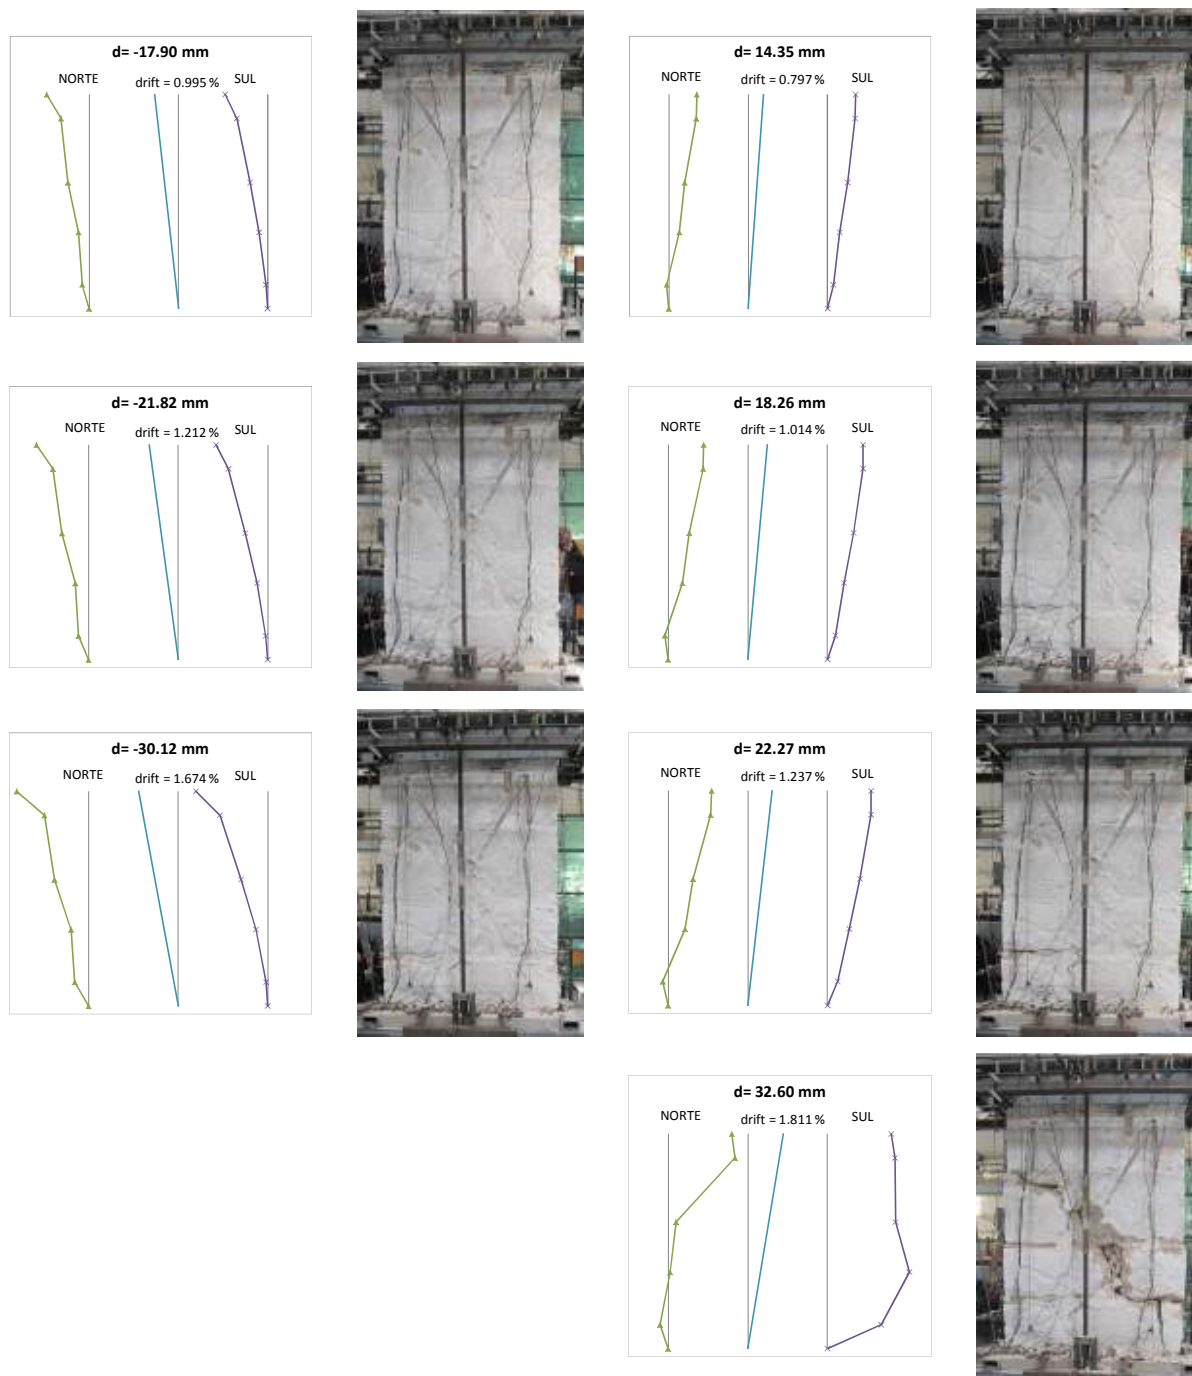 d= -17.90 mm
NORTE
drift = 0.995 %
SUL
d= 14.35 mm
NORTE
drift = 0.797 %
SUL
d= -21.82 mm
NORTE
drift = 1.212 %
SUL
d= 18.26 mm
NORTE
drift = 1.014 %
SUL
d= -30.12 mm
NORTE
drift = 1.674 %
SUL
d= 22.27 mm
NORTE
drift = 1.237 %
SUL
d= 32.60 mm
NORTE
drift = 1.811 %
SUL